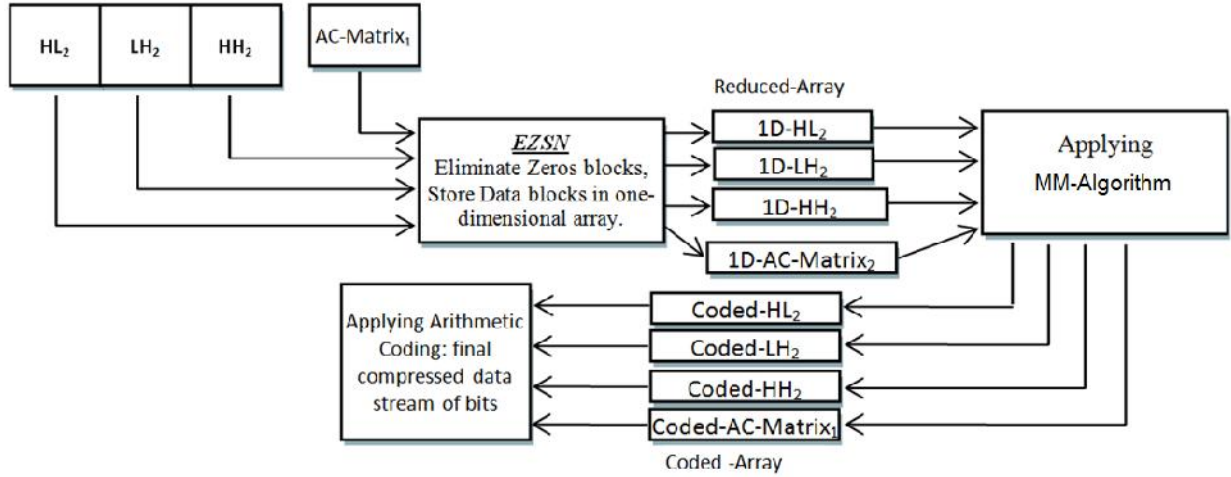 HL₂ LH₂ HH₂
AC-Matrix₁
Reduced-Array
EZSN
Eliminate Zeros blocks,
Store Data blocks in one-
dimensional array.
1D-HL₂
1D-LH₂
1D-HH₂
1D-AC-Matrix₂
Applying
MM-Algorithm
Applying Arithmetic
Coding: final
compressed data
stream of bits
Coded-HL₂
Coded-LH₂
Coded-HH₂
Coded-AC-Matrix₁
Coded -Array